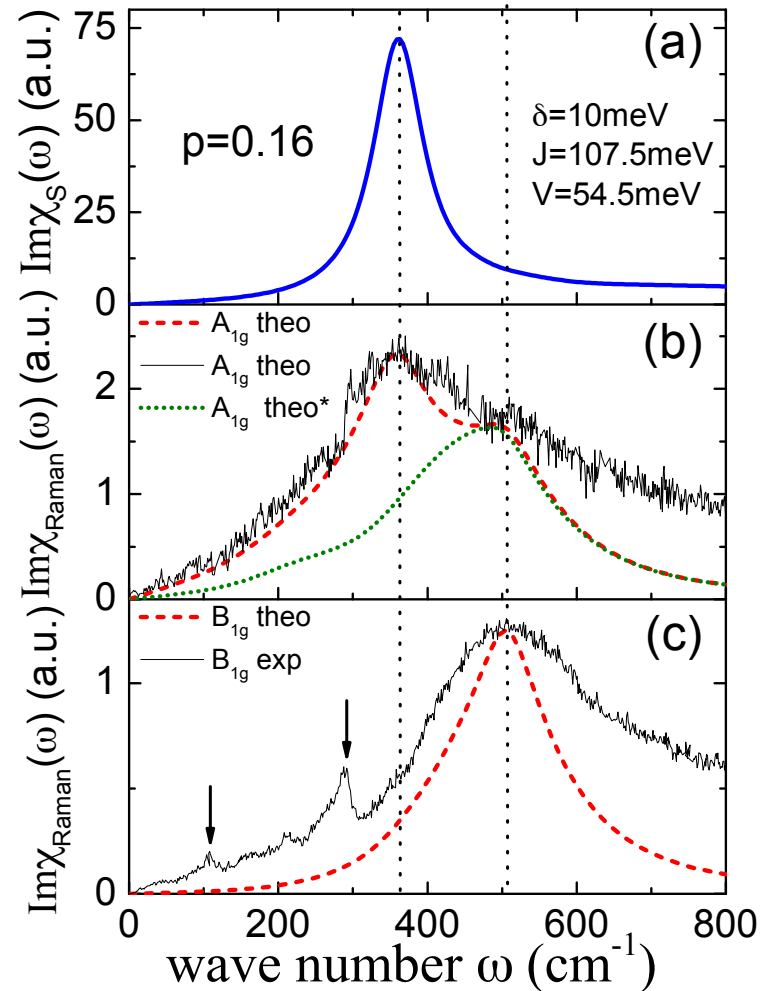 (a)
75
50
25
0
Imχ_S(ω) (a.u.)
p=0.16
δ=10meV
J=107.5meV
V=54.5meV
(b)
2
1
0
Imχ_Raman(ω) (a.u.)
A_1g theo
A_1g theo
A_1g theo*
(c)
1
0
Imχ_Raman(ω) (a.u.)
B_1g theo
B_1g exp
0 200 400 600 800
wave number ω (cm⁻¹)